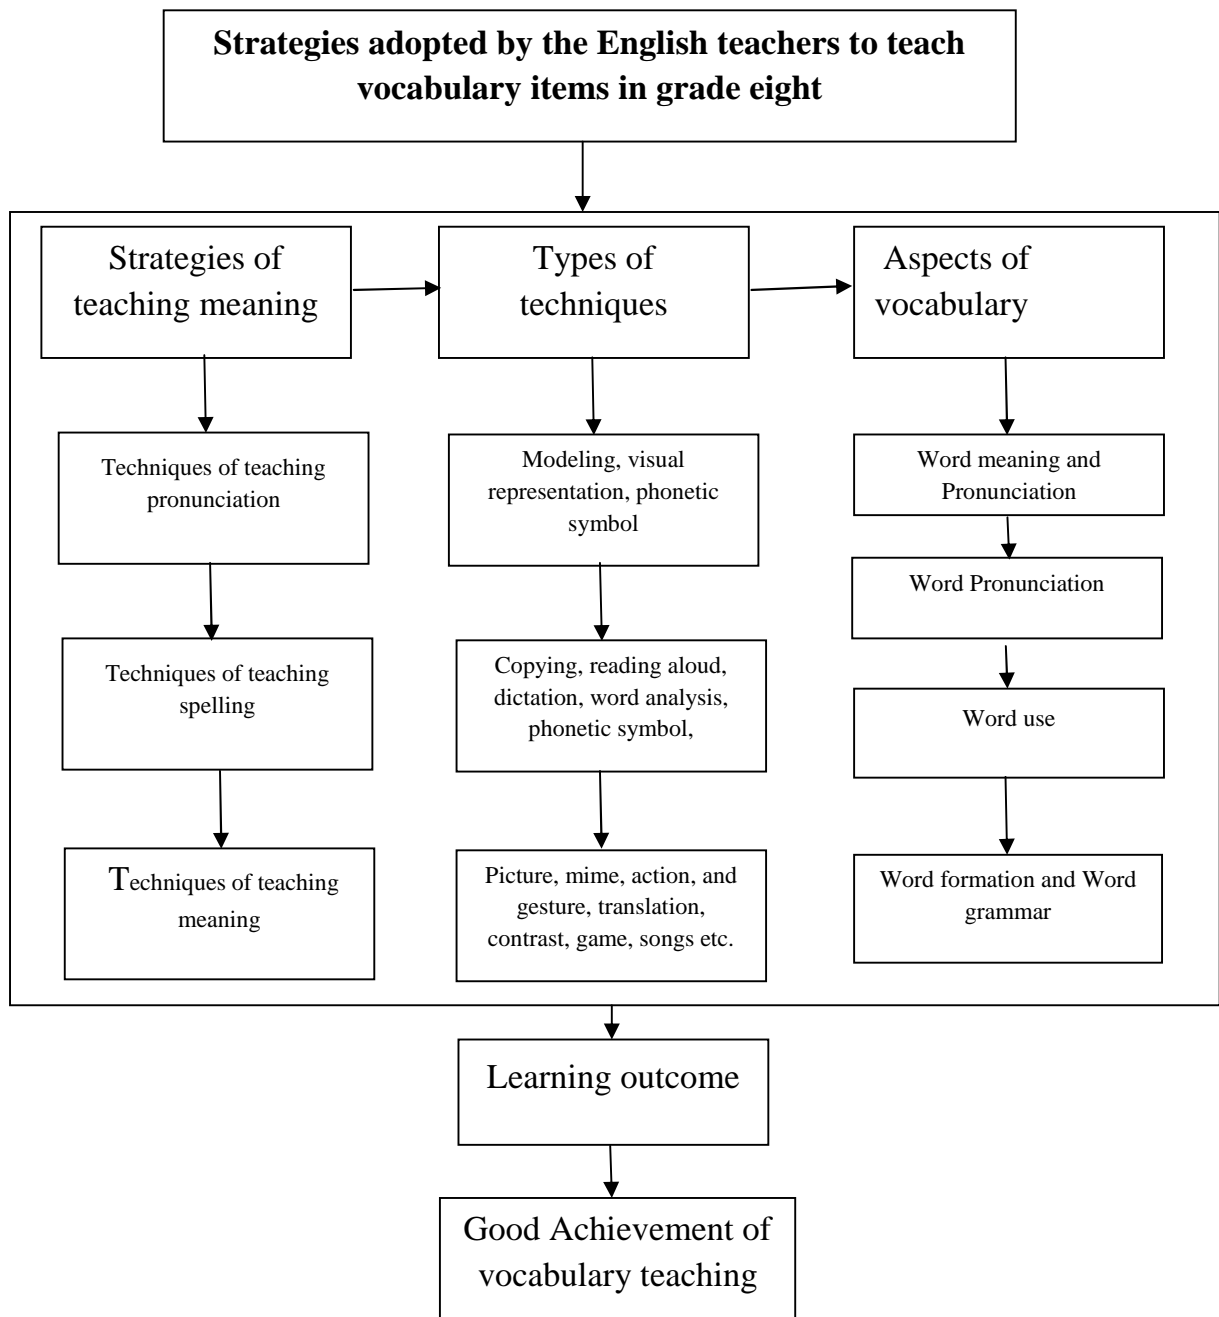 Strategies adopted by the English teachers to teach
vocabulary items in grade eight
Strategies of
teaching meaning
Types of
techniques
Aspects of
vocabulary
Techniques of teaching
pronunciation
Modeling, visual
representation, phonetic
symbol
Word meaning and
Pronunciation
Word Pronunciation
Techniques of teaching
spelling
Copying, reading aloud,
dictation, word analysis,
phonetic symbol,
Word use
Techniques of teaching
meaning
Picture, mime, action, and
gesture, translation,
contrast, game, songs etc.
Word formation and Word
grammar
Learning outcome
Good Achievement of
vocabulary teaching